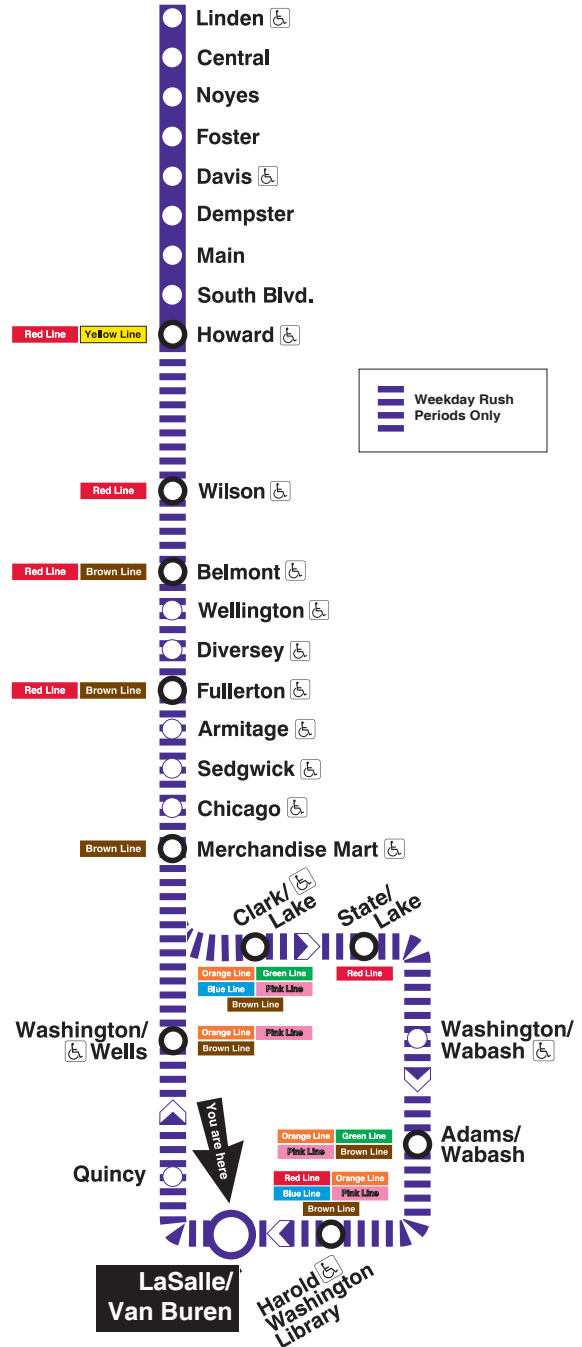 Linden
Central
Noyes
Foster
Davis
Dempster
Main
South Blvd.
Red Line Yellow Line
Howard
Weekday Rush
Periods Only
Red Line
Wilson
Red Line Brown Line
Belmont
Wellington
Diversey
Red Line Brown Line
Fullerton
Armitage
Sedgwick
Chicago
Brown Line
Merchandise Mart
Clark/
Lake
State/
Lake
Orange Line Green Line
Blue Line Pink Line
Brown Line
Red Line
Washington/
Wells
Orange Line Pink Line
Brown Line
Washington/
Wabash
You are here
Orange Line Green Line
Pink Line Brown Line
Adams/
Wabash
Quincy
Red Line Orange Line
Blue Line Pink Line
Brown Line
LaSalle/
Van Buren
Harold
Washington
Library